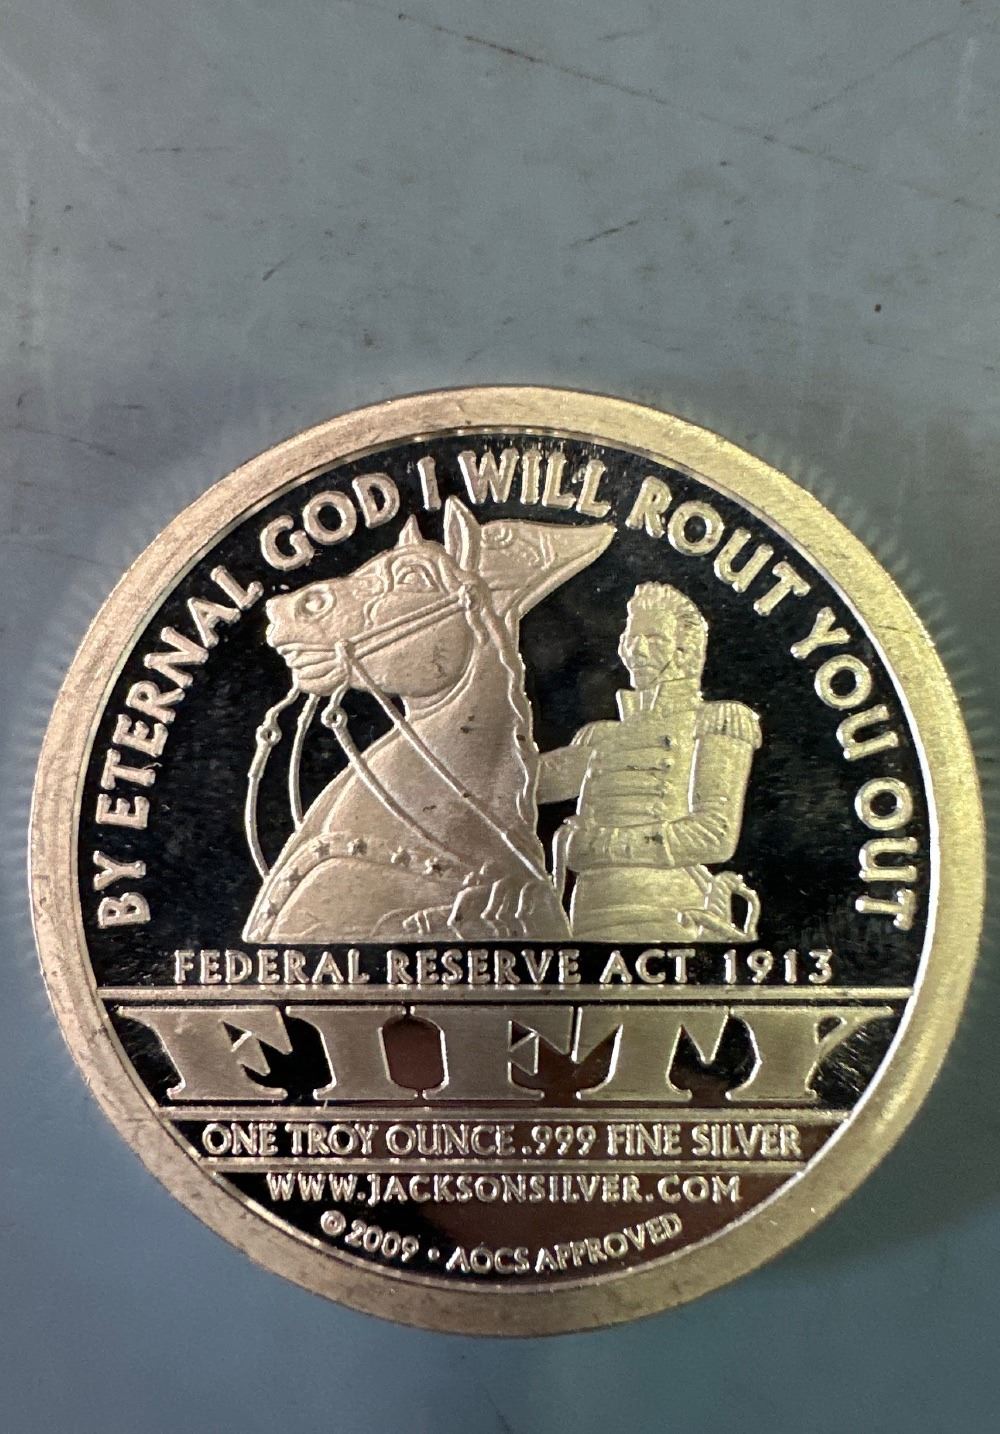 BY ETERNAL GOD I WILL ROUT YOU OUT
FEDERAL RESERVE ACT 1913
FIFTY
ONE TROY OUNCE .999 FINE SILVER
WWW.JACKSONSILVER.COM
© 2009 • AOCS APPROVED